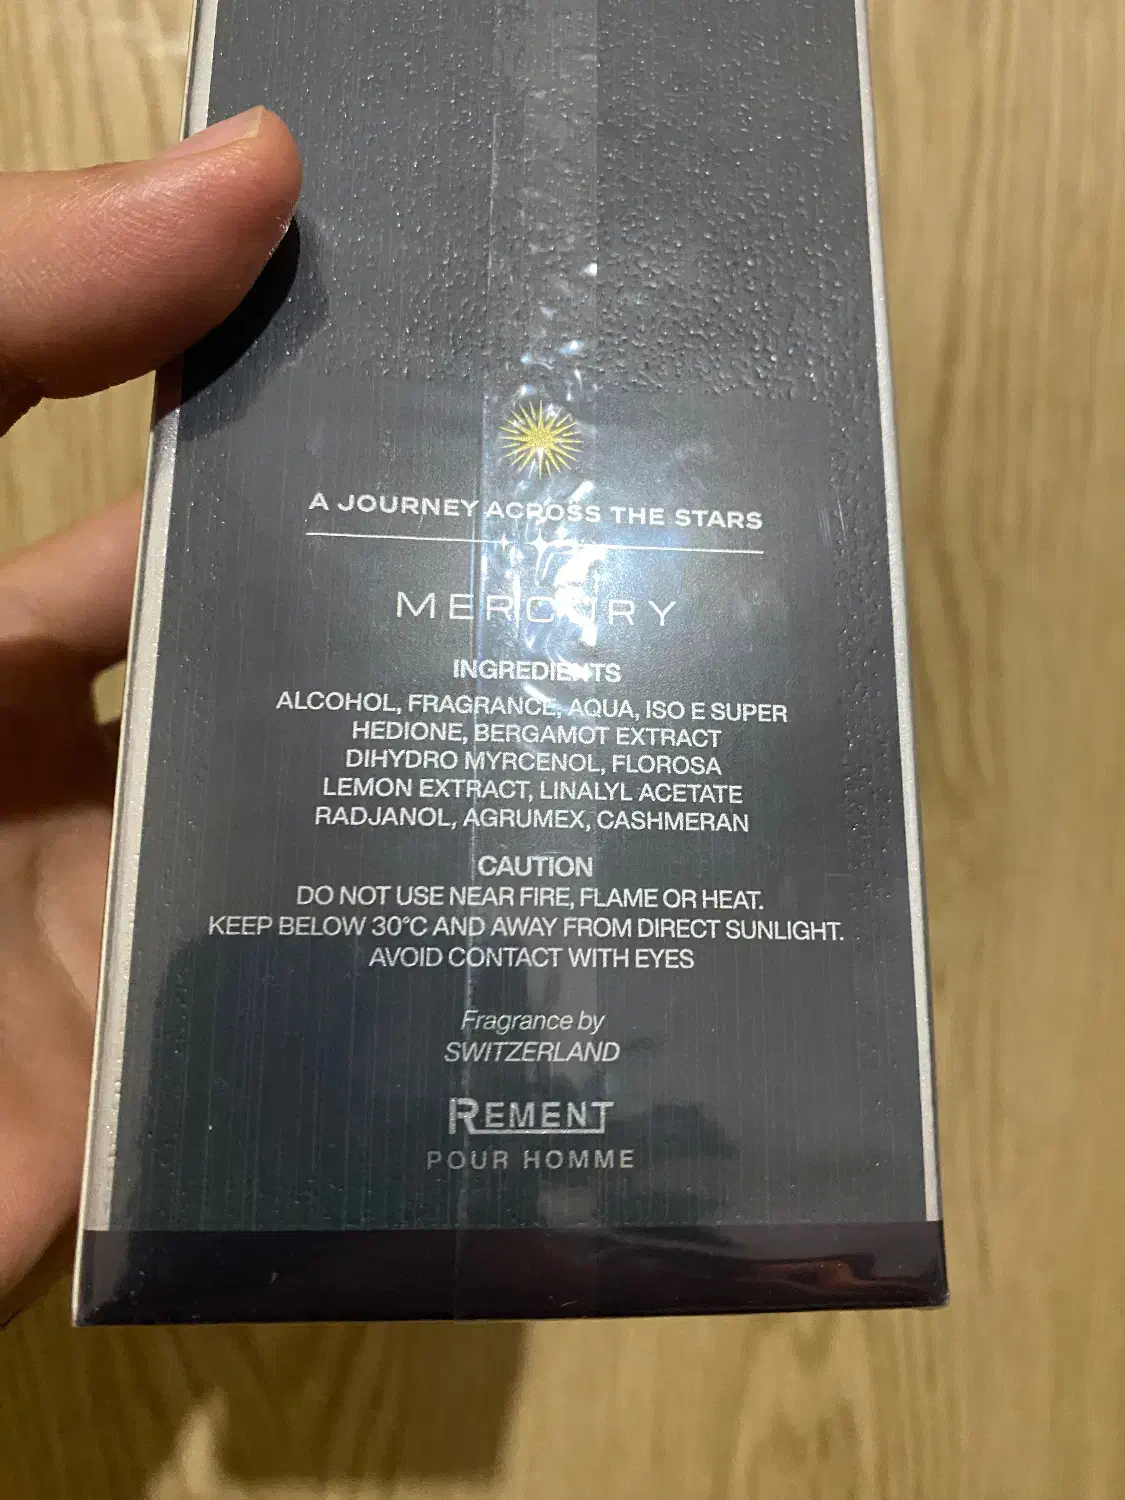 A JOURNEY ACROSS THE STARS
MERCURY
INGREDIENTS
ALCOHOL, FRAGRANCE, AQUA, ISO E SUPER
HEDIONE, BERGAMOT EXTRACT
DIHYDRO MYRCENOL, FLOROSA
LEMON EXTRACT, LINALYL ACETATE
RADJANOL, AGRUMEX, CASHMERAN
CAUTION
DO NOT USE NEAR FIRE, FLAME OR HEAT.
KEEP BELOW 30°C AND AWAY FROM DIRECT SUNLIGHT.
AVOID CONTACT WITH EYES
Fragrance by
SWITZERLAND
REMENT
POUR HOMME